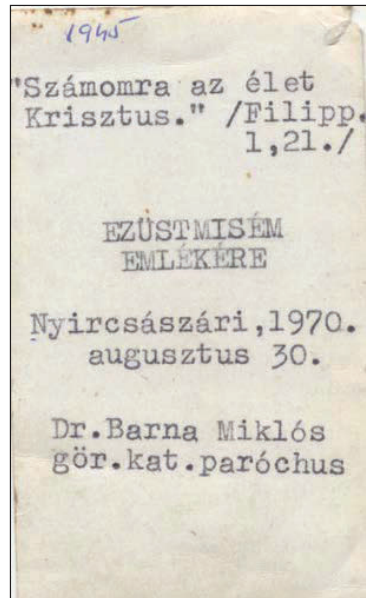 1945
"Számomra az élet
Krisztus." /Filipp.
1,21./
EZÜSTMISÉM
EMLÉKÉRE
Nyircsászári,1970.
augusztus 30.
Dr.Barna Miklós
gör.kat.paróchus